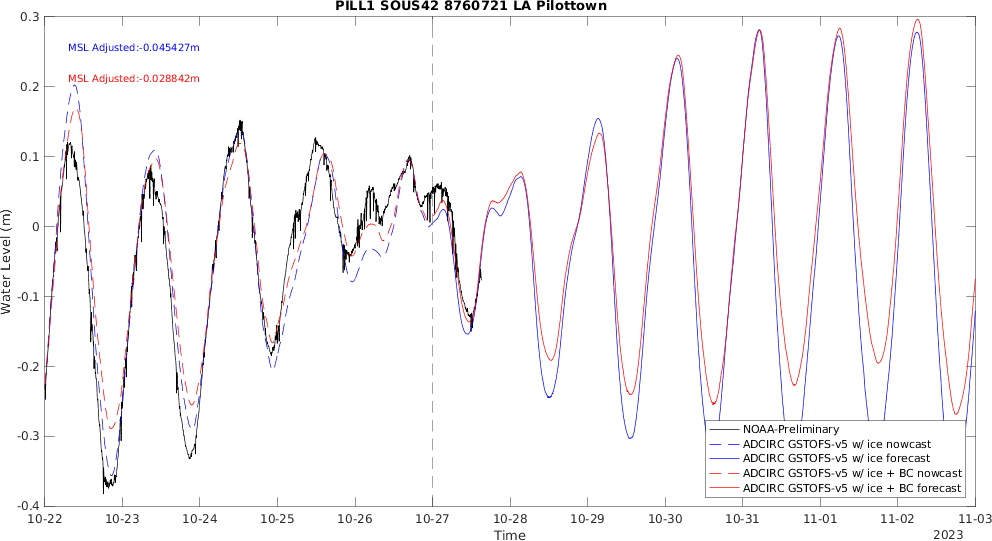 PILL1 SOUS42 8760721 LA Pilottown
MSL Adjusted:-0.045427m
MSL Adjusted:-0.028842m
Water Level (m)
0.3
0.2
0.1
0
-0.1
-0.2
-0.3
-0.4
NOAA-Preliminary
ADCIRC GSTOFS-v5 w/ ice nowcast
ADCIRC GSTOFS-v5 w/ ice forecast
ADCIRC GSTOFS-v5 w/ ice + BC nowcast
ADCIRC GSTOFS-v5 w/ ice + BC forecast
10-22 10-23 10-24 10-25 10-26 10-27 10-28 10-29 10-30 10-31 11-01 11-02 11-03
Time
2023